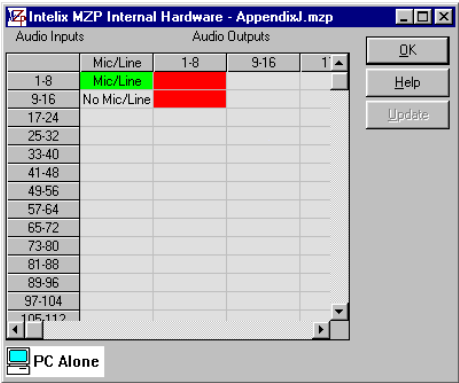 Intelix MZP Internal Hardware - AppendixJ.mzp
Audio Inputs Audio Outputs
OK
Mic/Line 1-8 9-16
1-8 Mic/Line
Help
9-16 No Mic/Line
17-24
Update
25-32
33-40
41-48
49-56
57-64
65-72
73-80
81-88
89-96
97-104
105-112
PC Alone